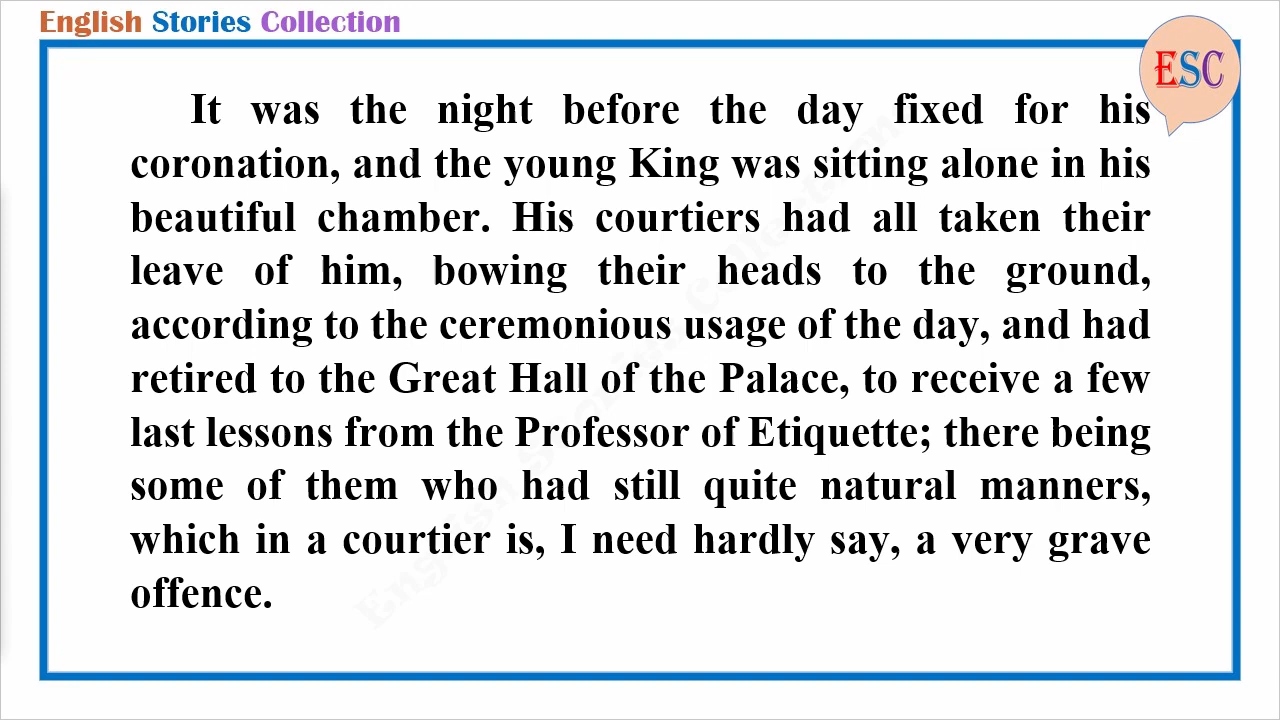 English Stories Collection
ESC
It was the night before the day fixed for his
coronation, and the young King was sitting alone in his
beautiful chamber. His courtiers had all taken their
leave of him, bowing their heads to the ground,
according to the ceremonious usage of the day, and had
retired to the Great Hall of the Palace, to receive a few
last lessons from the Professor of Etiquette; there being
some of them who had still quite natural manners,
which in a courtier is, I need hardly say, a very grave
offence.
English Stories Collection